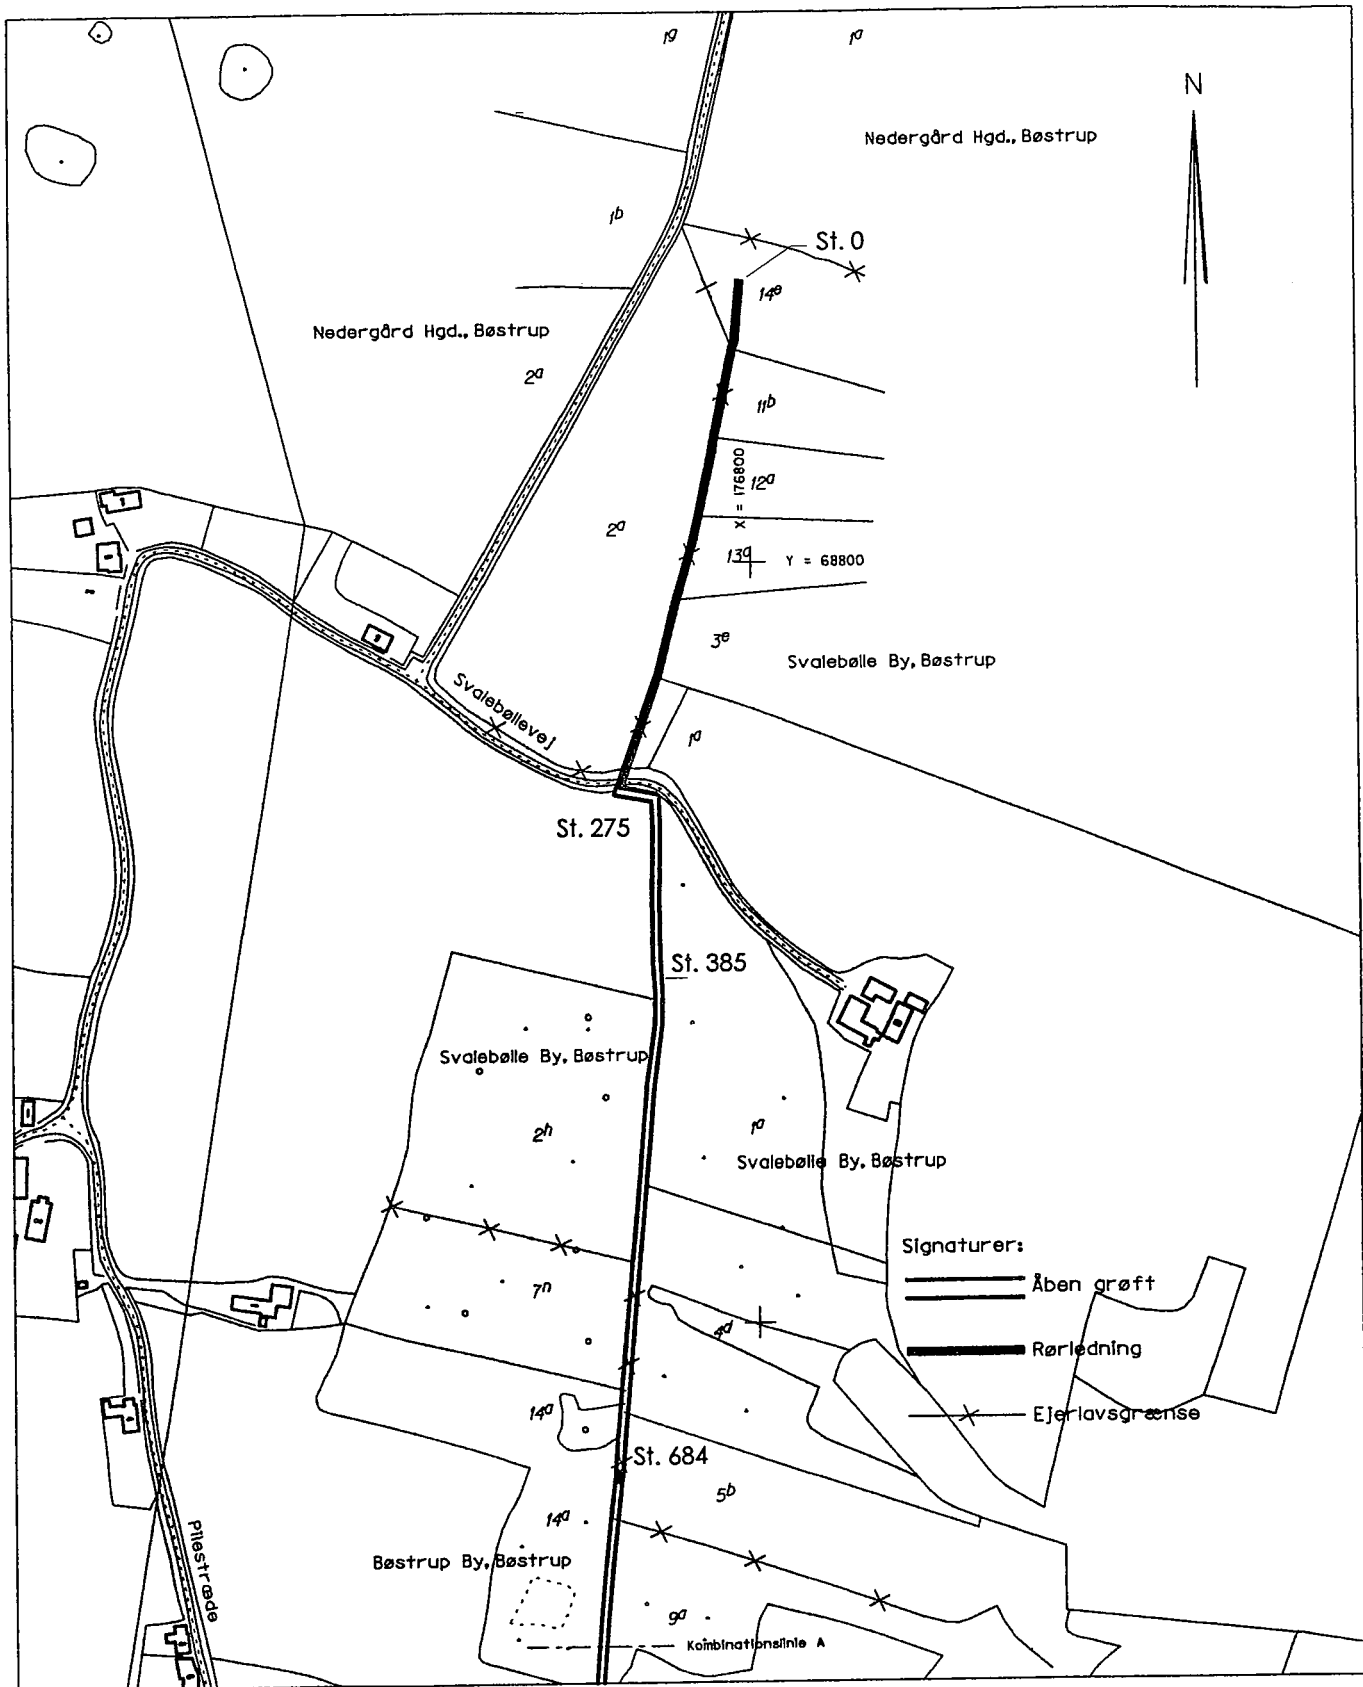 1g
1a
N
Nedergård Hgd., Bøstrup
1b
St. 0
14e
Nedergård Hgd., Bøstrup
2a
11b
X = 176800
12a
2a
13a
Y = 68800
3e
Svalebølle By, Bøstrup
Svalebøllevej
1a
St. 275
St. 385
Svalebølle By, Bøstrup
2h
1a
Svalebølle By, Bøstrup
Signaturer:
Åben grøft
7n
4d
Rørledning
14a
Ejerlavsgrænse
St. 684
5b
14a
Pilestræde
Bøstrup By, Bøstrup
9a
Kombinationslinie A